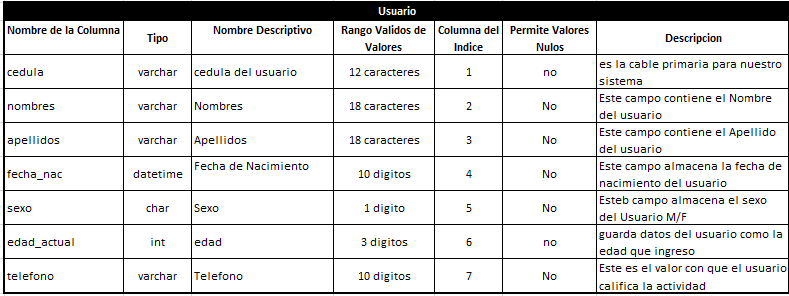 Usuario
Nombre de la Columna Tipo Nombre Descriptivo Rango Validos de Valores Columna del Indice Permite Valores Nulos Descripcion
cedula varchar cedula del usuario 12 caracteres 1 no es la cable primaria para nuestro sistema
nombres varchar Nombres 18 caracteres 2 No Este campo contiene el Nombre del usuario
apellidos varchar Apellidos 18 caracteres 3 No Este campo contiene el Apellido del usuario
fecha_nac datetime Fecha de Nacimiento 10 digitos 4 No Este campo almacena la fecha de nacimiento del usuario
sexo char Sexo 1 digito 5 No Esteb campo almacena el sexo del Usuario M/F
edad_actual int edad 3 digitos 6 no guarda datos del usuario como la edad que ingreso
telefono varchar Telefono 10 digitos 7 No Este es el valor con que el usuario califica la actividad